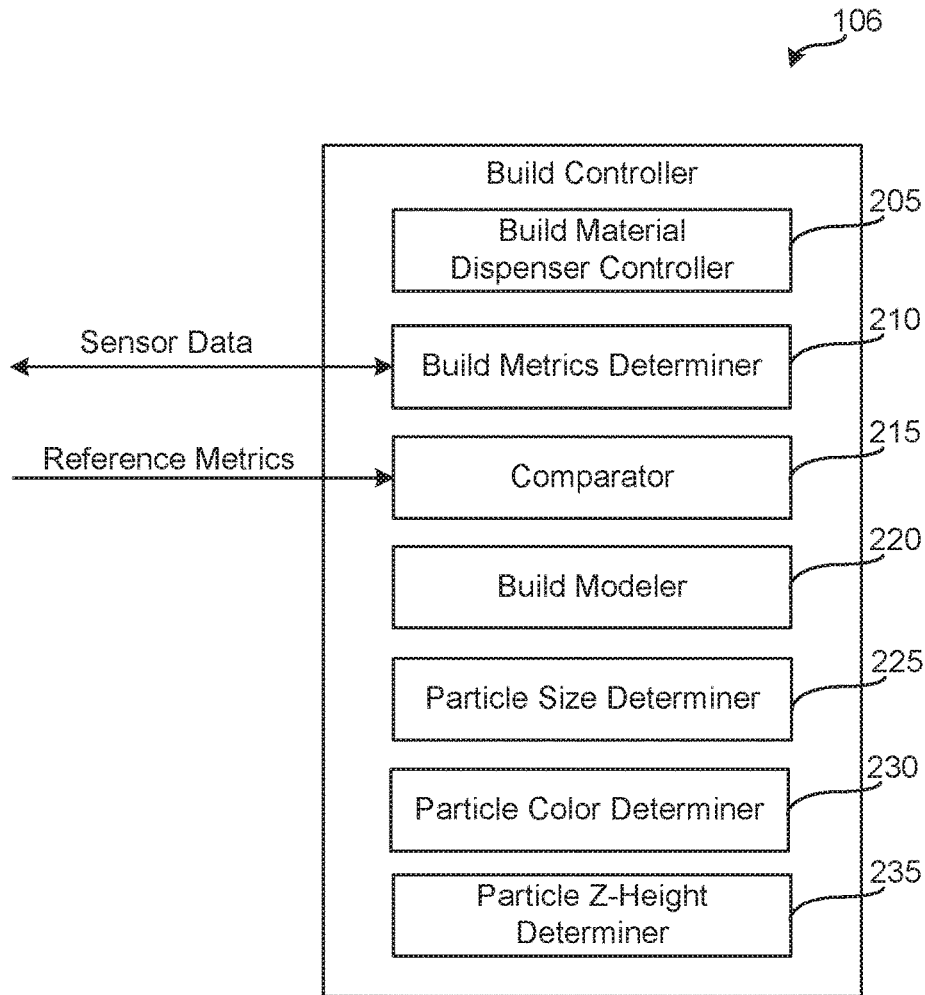 106
Build Controller
205
Build Material
Dispenser Controller
210
Sensor Data
Build Metrics Determiner
215
Reference Metrics
Comparator
220
Build Modeler
225
Particle Size Determiner
230
Particle Color Determiner
235
Particle Z-Height
Determiner